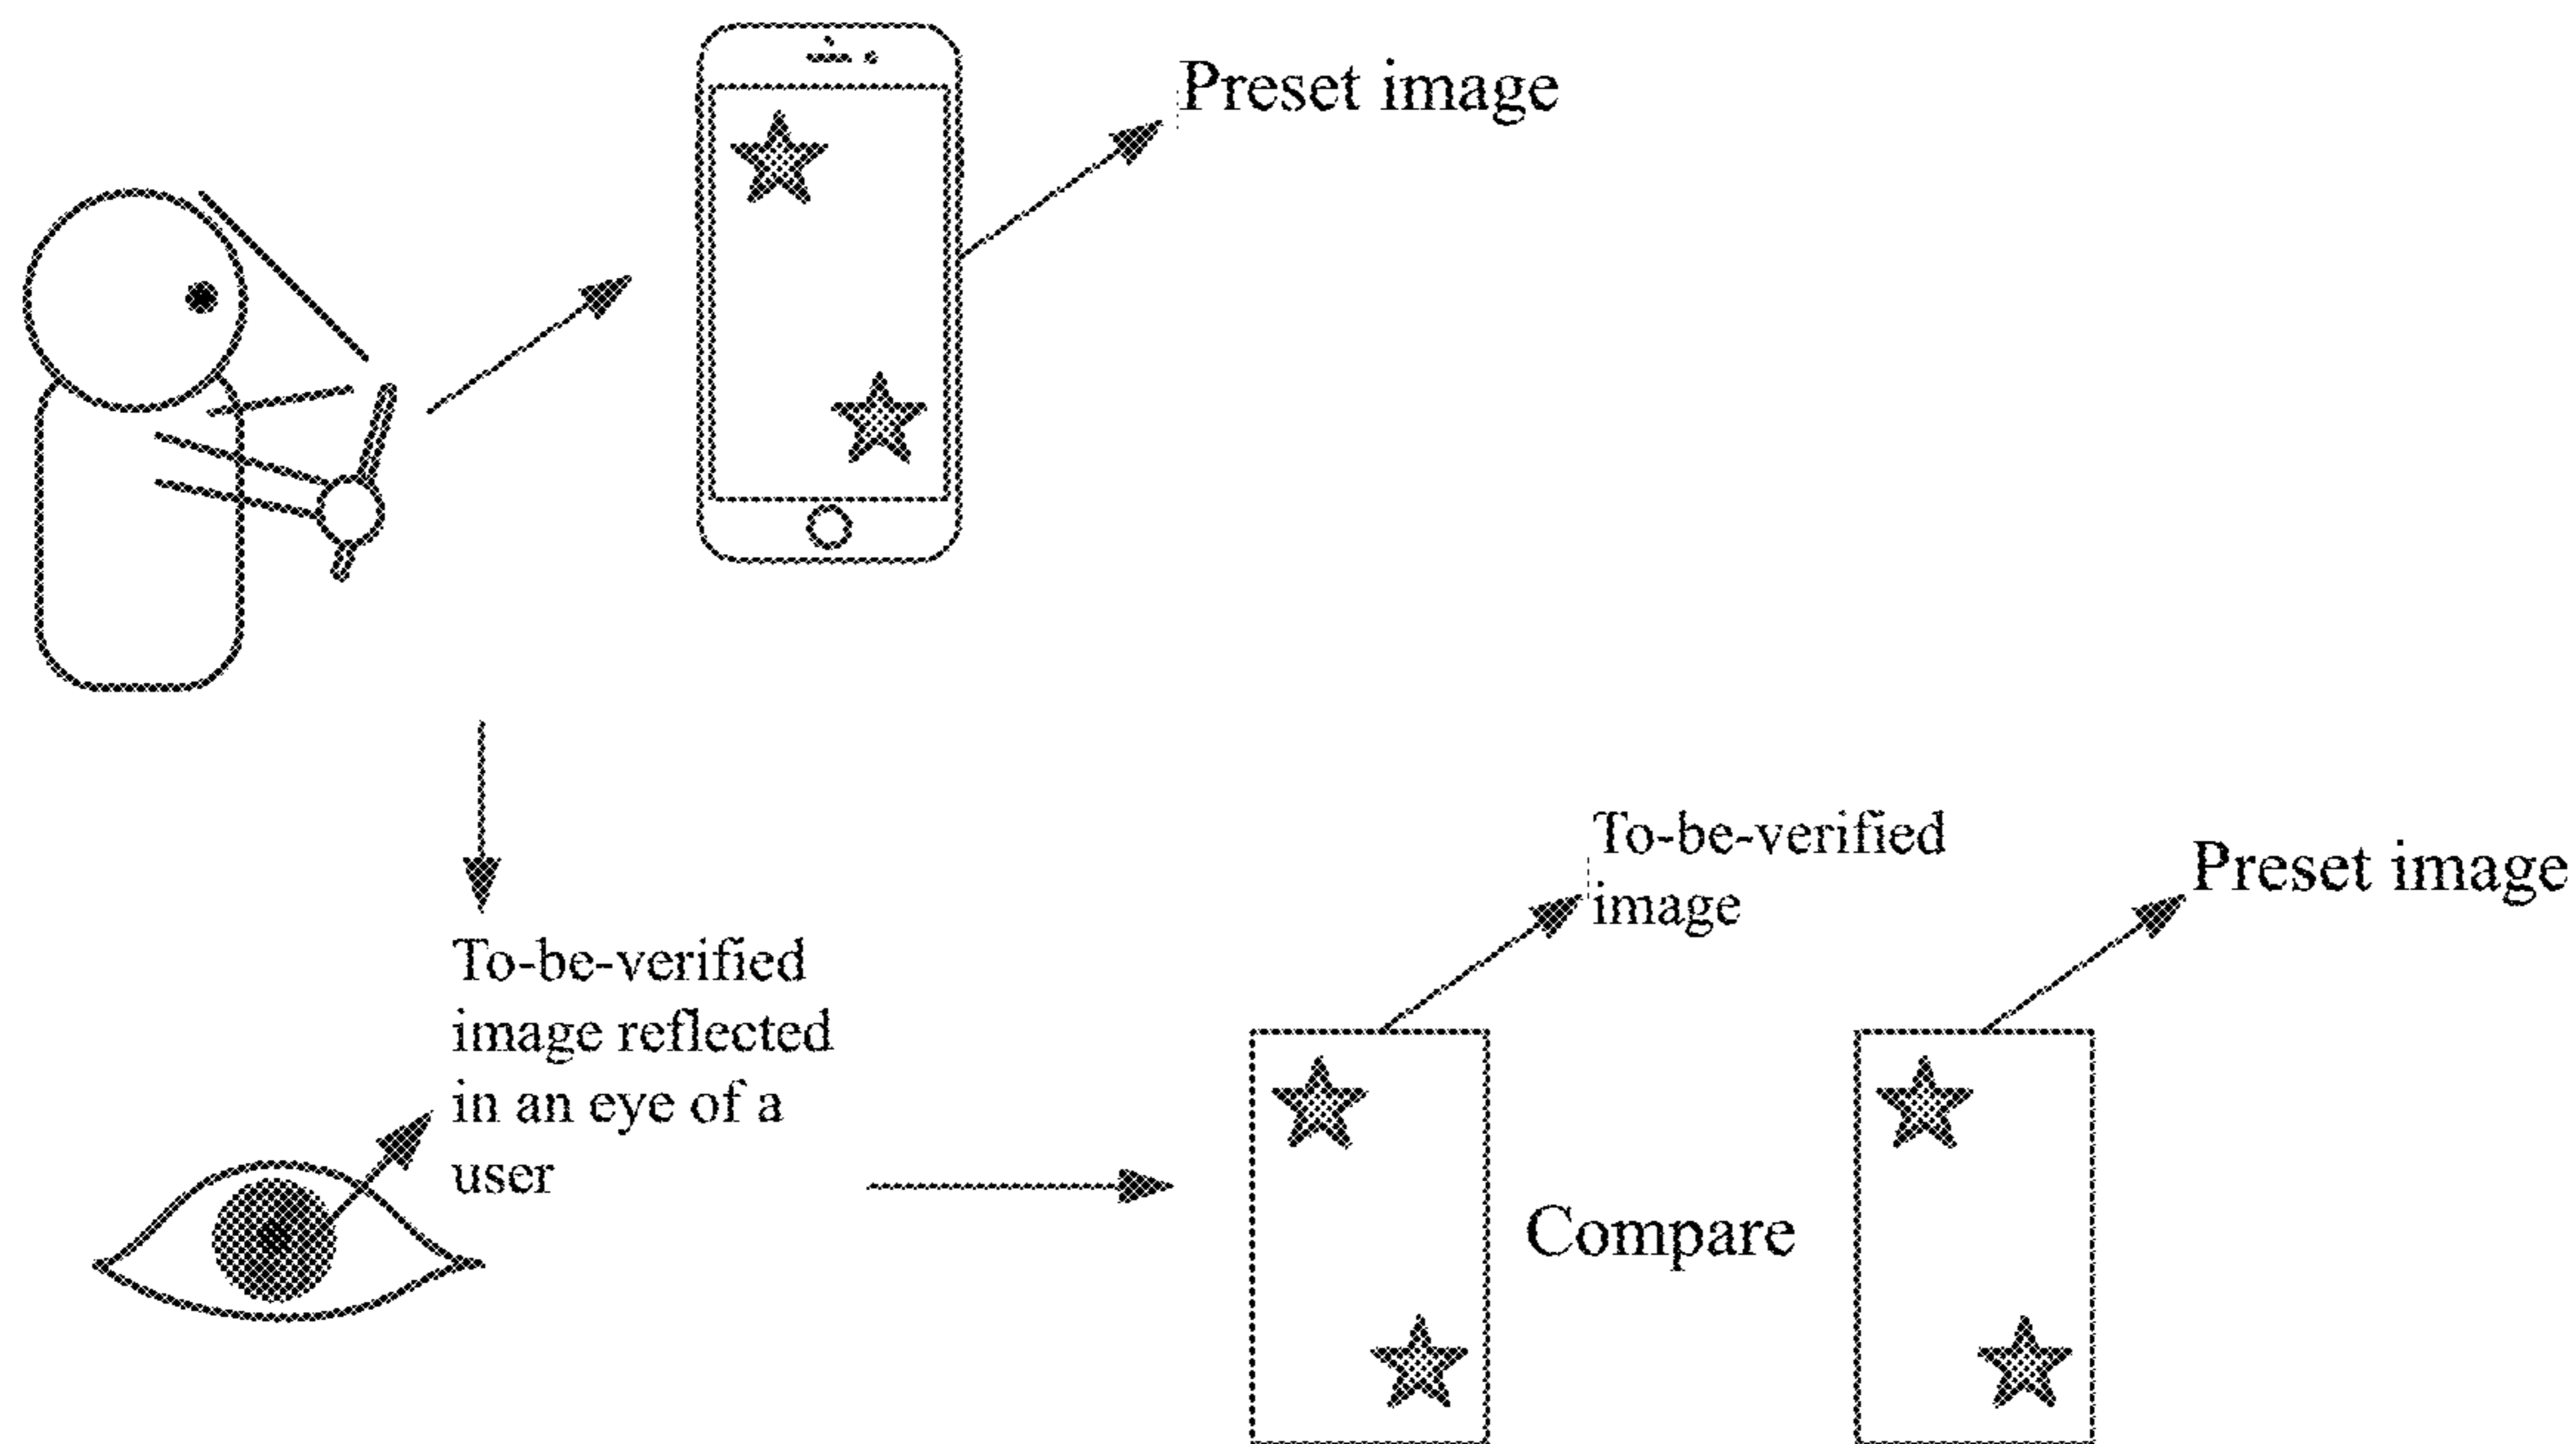 Preset image
To-be-verified
image
Preset image
To-be-verified
image reflected
in an eye of a
user
Compare